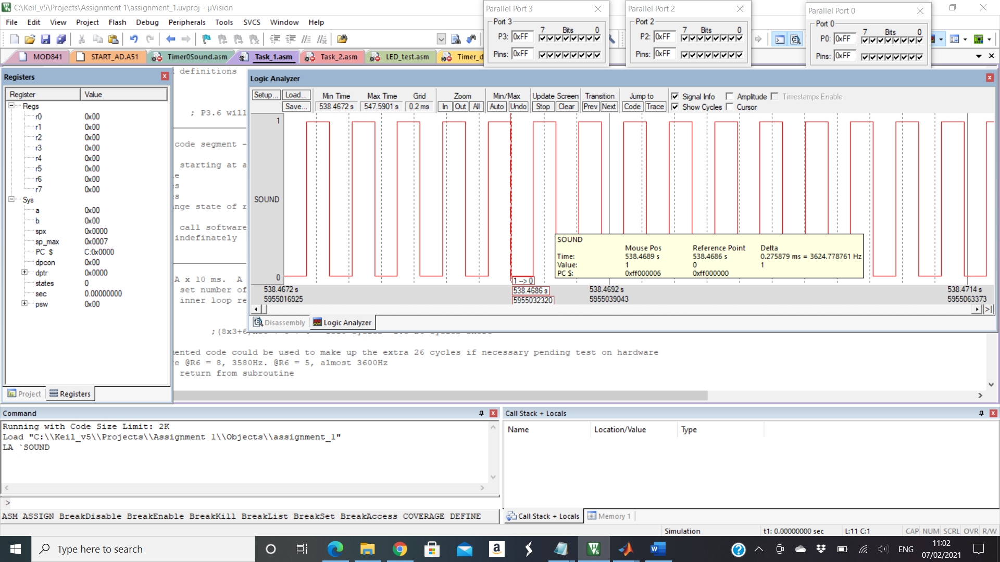 C:\Keil_v5\Projects\Assignment 1\assignment_1.uvproj - µVision
File Edit View Project Flash Debug Peripherals Tools SVCS Window Help
Parallel Port 3
Port 3
7 Bits 0
P3: 0xFF
Pins: 0xFF
Parallel Port 2
Port 2
7 Bits 0
P2: 0xFF
Pins: 0xFF
Parallel Port 0
Port 0
7 Bits 0
P0: 0xFF
Pins: 0xFF
MOD841 START_AD.A51 Timer0Sound.asm Task_1.asm Task_2.asm LED_test.asm Timer_d
Registers
Register Value
Regs
r0 0x00
r1 0x00
r2 0x00
r3 0x00
r4 0x00
r5 0x00
r6 0x00
r7 0x00
Sys
a 0x00
b 0x00
spx 0x0000
sp_max 0x0007
PC $ C:0x0000
dpcon 0x00
dptr 0x0000
states 0
sec 0.00000000
psw 0x00
Project Registers
definitions
; P3.6 will
code segment -
starting at a
e
s
s
nge state of r
call software
indefinately
A x 10 ms. A
set number of
inner loop re
Logic Analyzer
Setup... Load... Min Time Max Time Grid Zoom Min/Max Update Screen Transition Jump to Signal Info Amplitude Timestamps Enable
Save... 538.4672 s 547.5901 s 0.2 ms In Out All Auto Undo Stop Clear Prev Next Code Trace Show Cycles Cursor
1
SOUND
0
SOUND
Mouse Pos Reference Point Delta
Time: 538.4689 s 538.4686 s 0.275879 ms = 3624.778761 Hz
Value: 1 0 1
PC $: 0xff000006 0xff000000
1 --> 0
538.4672 s 538.4686 s 538.4692 s 538.4714 s
5955016925 5955032320 5955039043 5955063373
Disassembly Logic Analyzer
ented code could be used to make up the extra 26 cycles if necessary pending test on hardware
e @R6 = 8, 3580Hz. @R6 = 5, almost 3600Hz
return from subroutine
Command
Running with Code Size Limit: 2K
Load "C:\\Keil_v5\\Projects\\Assignment 1\\Objects\\assignment_1"
LA `SOUND
>
ASM ASSIGN BreakDisable BreakEnable BreakKill BreakList BreakSet BreakAccess COVERAGE DEFINE
Call Stack + Locals
Name Location/Value Type
Call Stack + Locals Memory 1
Simulation t1: 0.00000000 sec L:11 C:1 CAP NUM SCRL OVR R/W
Type here to search
ENG
11:02
07/02/2021